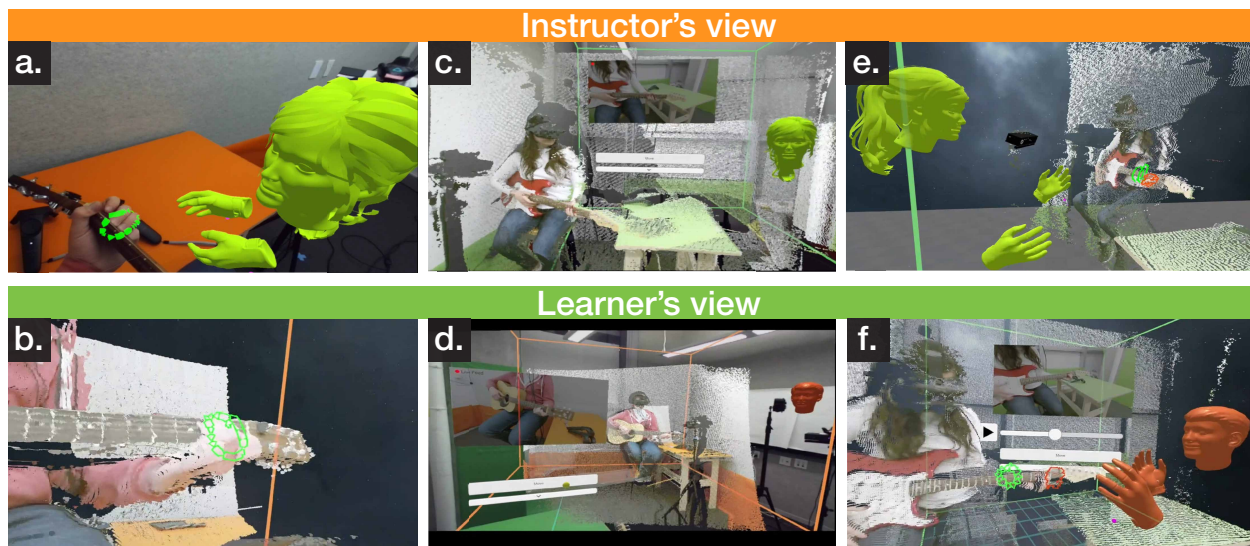 Instructor's view
a.
c.
e.
Learner's view
b.
d.
f.